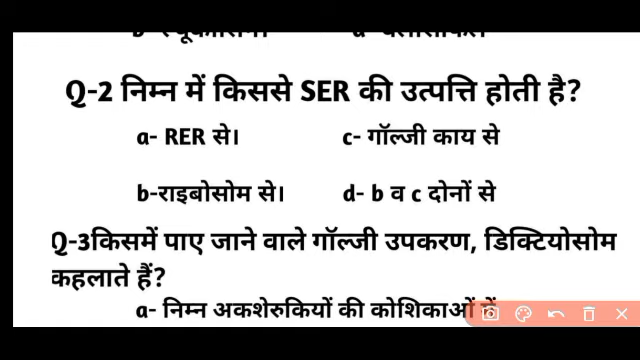 Q-2 निम्न में किससे SER की उत्पत्ति होती है?
a- RER से। c- गॉल्जी काय से
b-राइबोसोम से। d- b व c दोनों से
Q-3किसमें पाए जाने वाले गॉल्जी उपकरण, डिक्टियोसोम
कहलाते हैं?
a- निम्न अकशेरुकियों की कोशिकाओं में